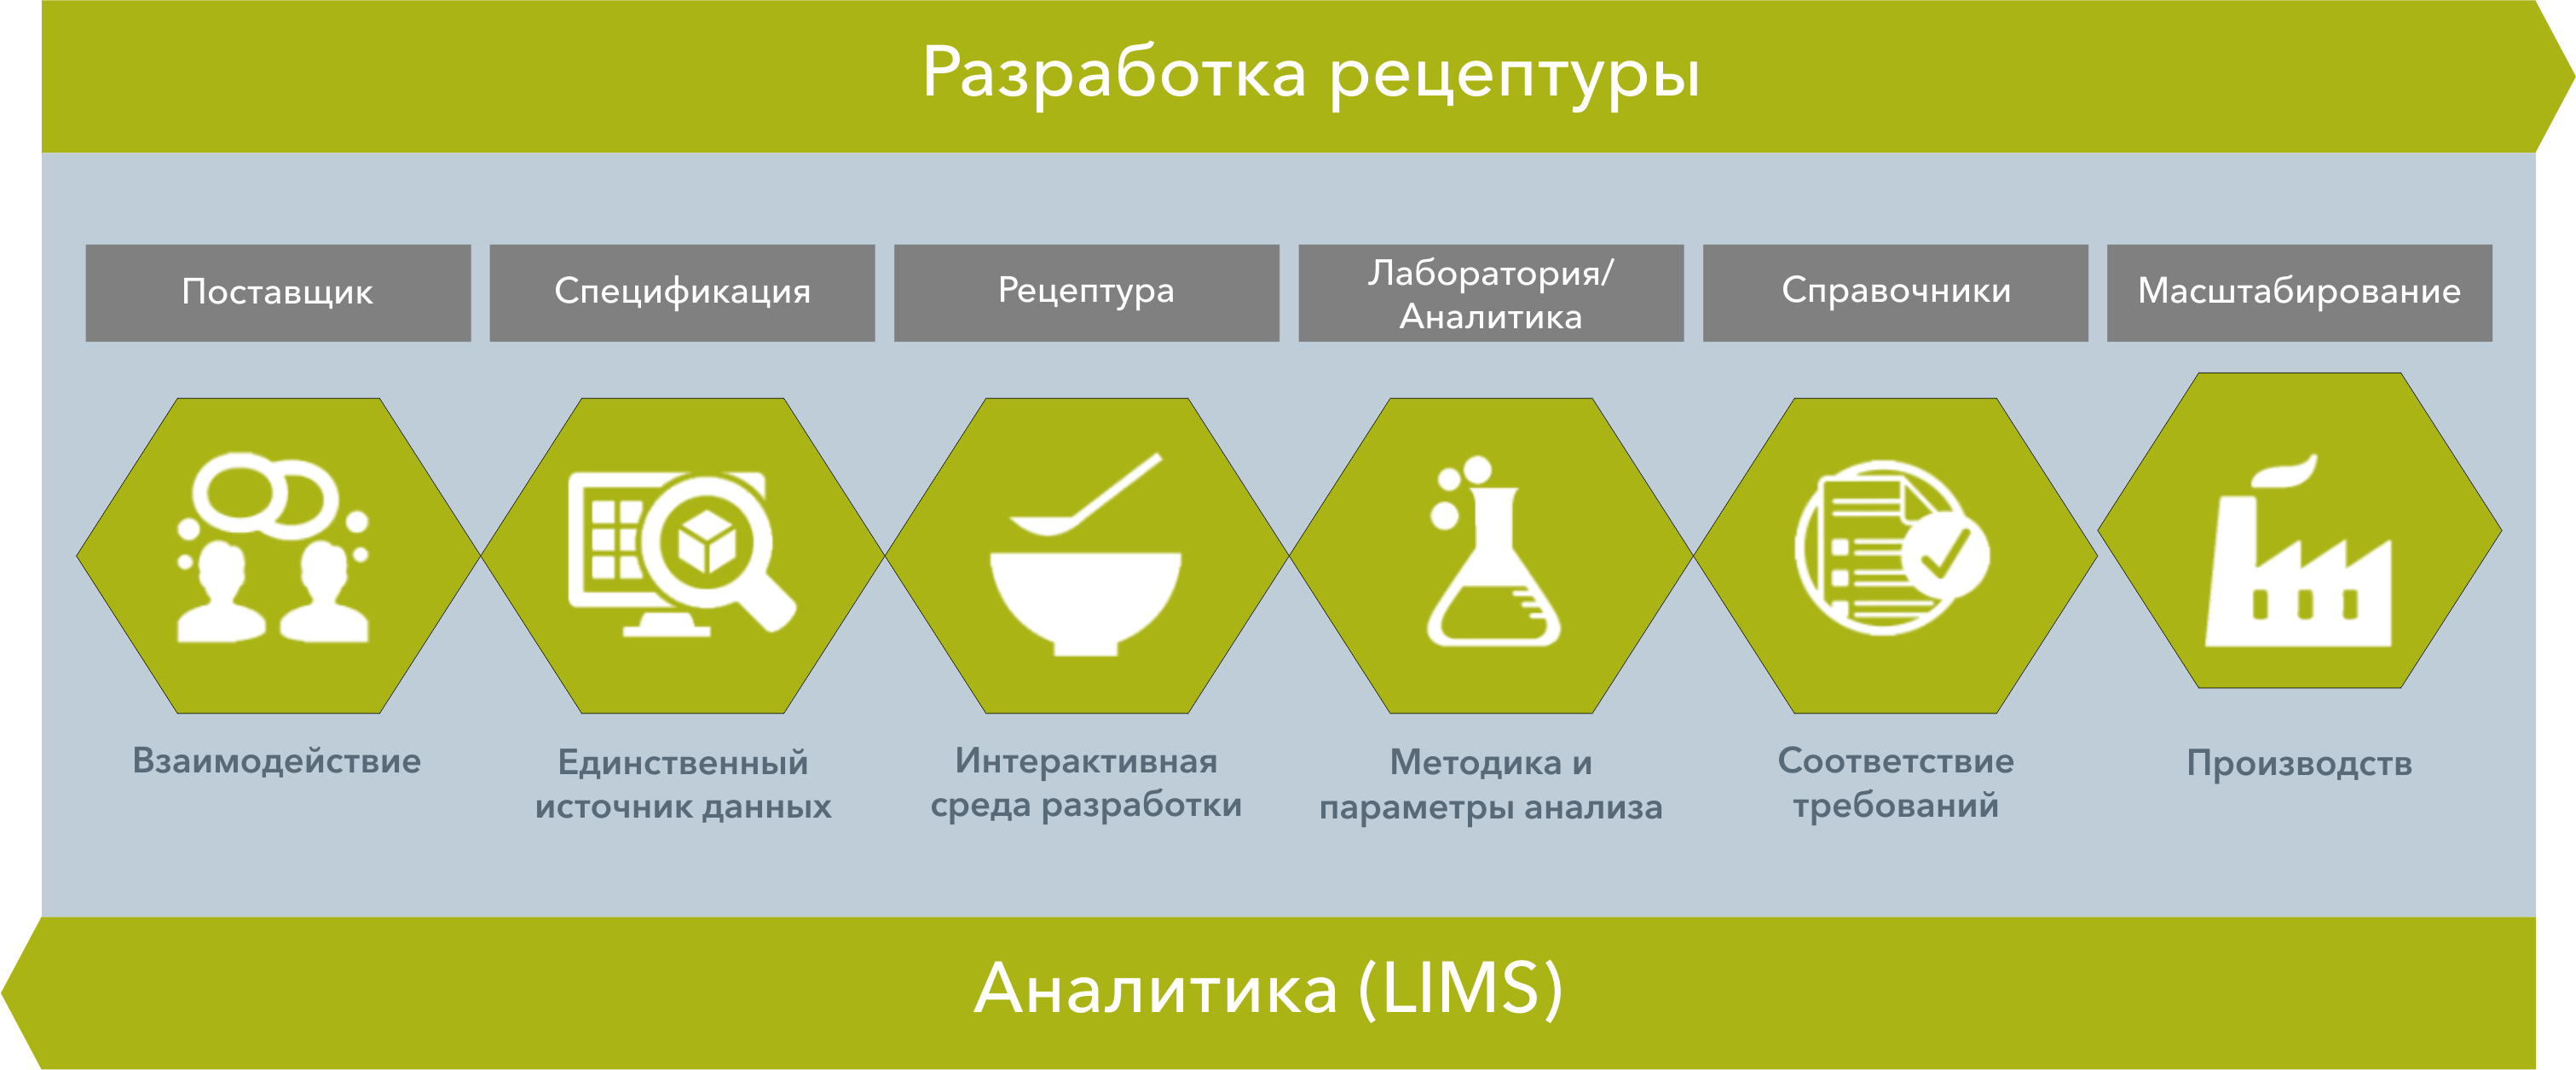 Разработка рецептуры
Поставщик
Спецификация
Рецептура
Лаборатория/
Аналитика
Справочники
Масштабирование
Взаимодействие
Единственный
источник данных
Интерактивная
среда разработки
Методика и
параметры анализа
Соответствие
требований
Производств
Аналитика (LIMS)